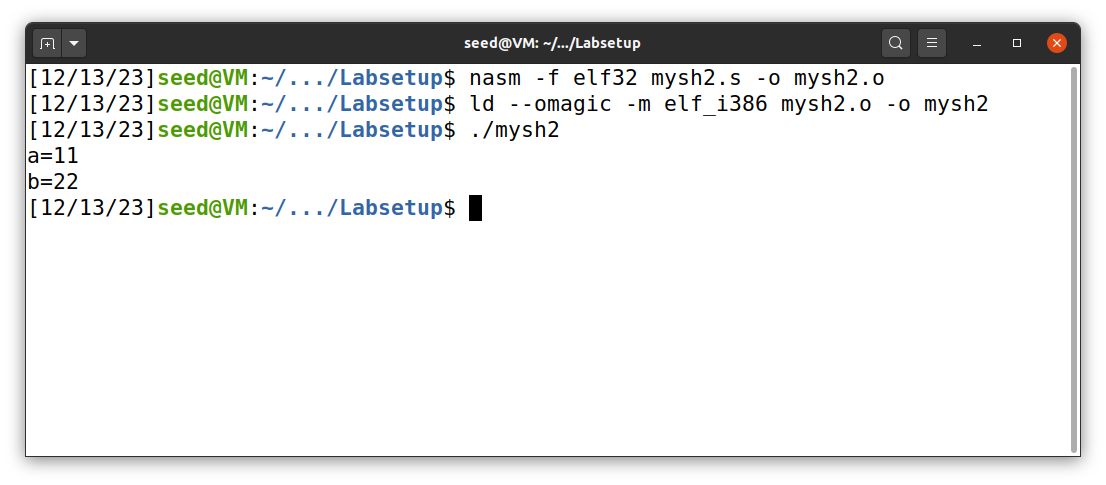 seed@VM: ~/.../Labsetup
[12/13/23]seed@VM:~/.../Labsetup$ nasm -f elf32 mysh2.s -o mysh2.o
[12/13/23]seed@VM:~/.../Labsetup$ ld --omagic -m elf_i386 mysh2.o -o mysh2
[12/13/23]seed@VM:~/.../Labsetup$ ./mysh2
a=11
b=22
[12/13/23]seed@VM:~/.../Labsetup$